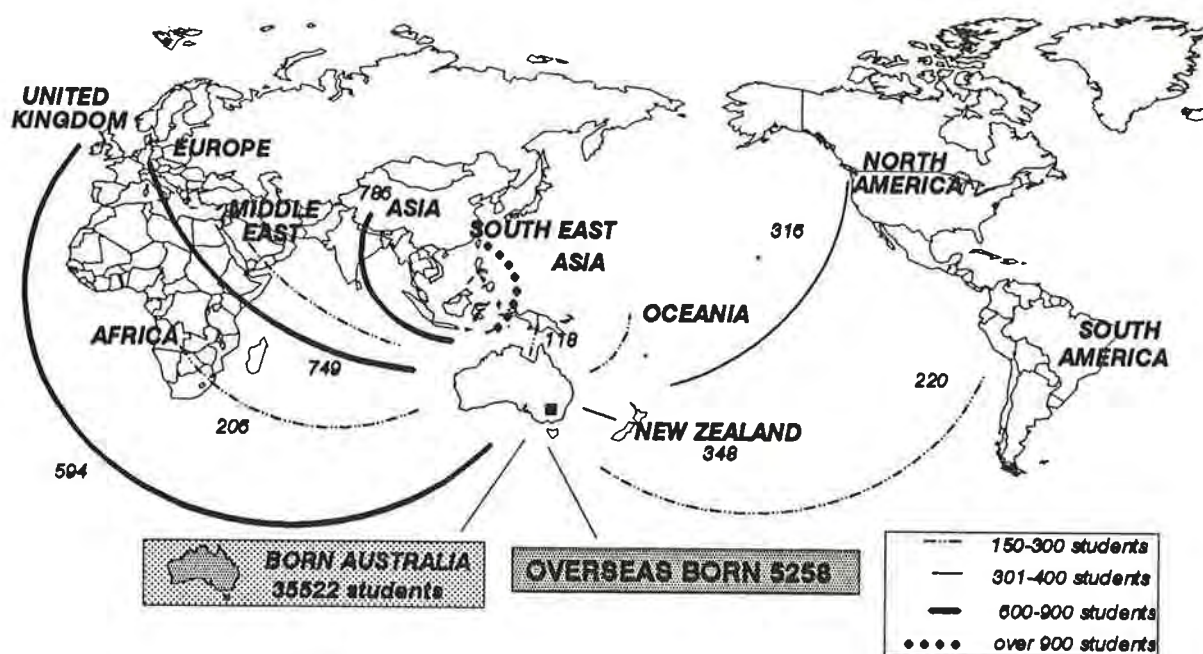 UNITED
KINGDOM
EUROPE
MIDDLE
EAST
786
ASIA
SOUTH EAST
ASIA
NORTH
AMERICA
316
OCEANIA
118
AFRICA
SOUTH
AMERICA
749
220
206
NEW ZEALAND
348
594
BORN AUSTRALIA
35522 students
OVERSEAS BORN 5258
150-300 students
301-400 students
600-900 students
over 900 students